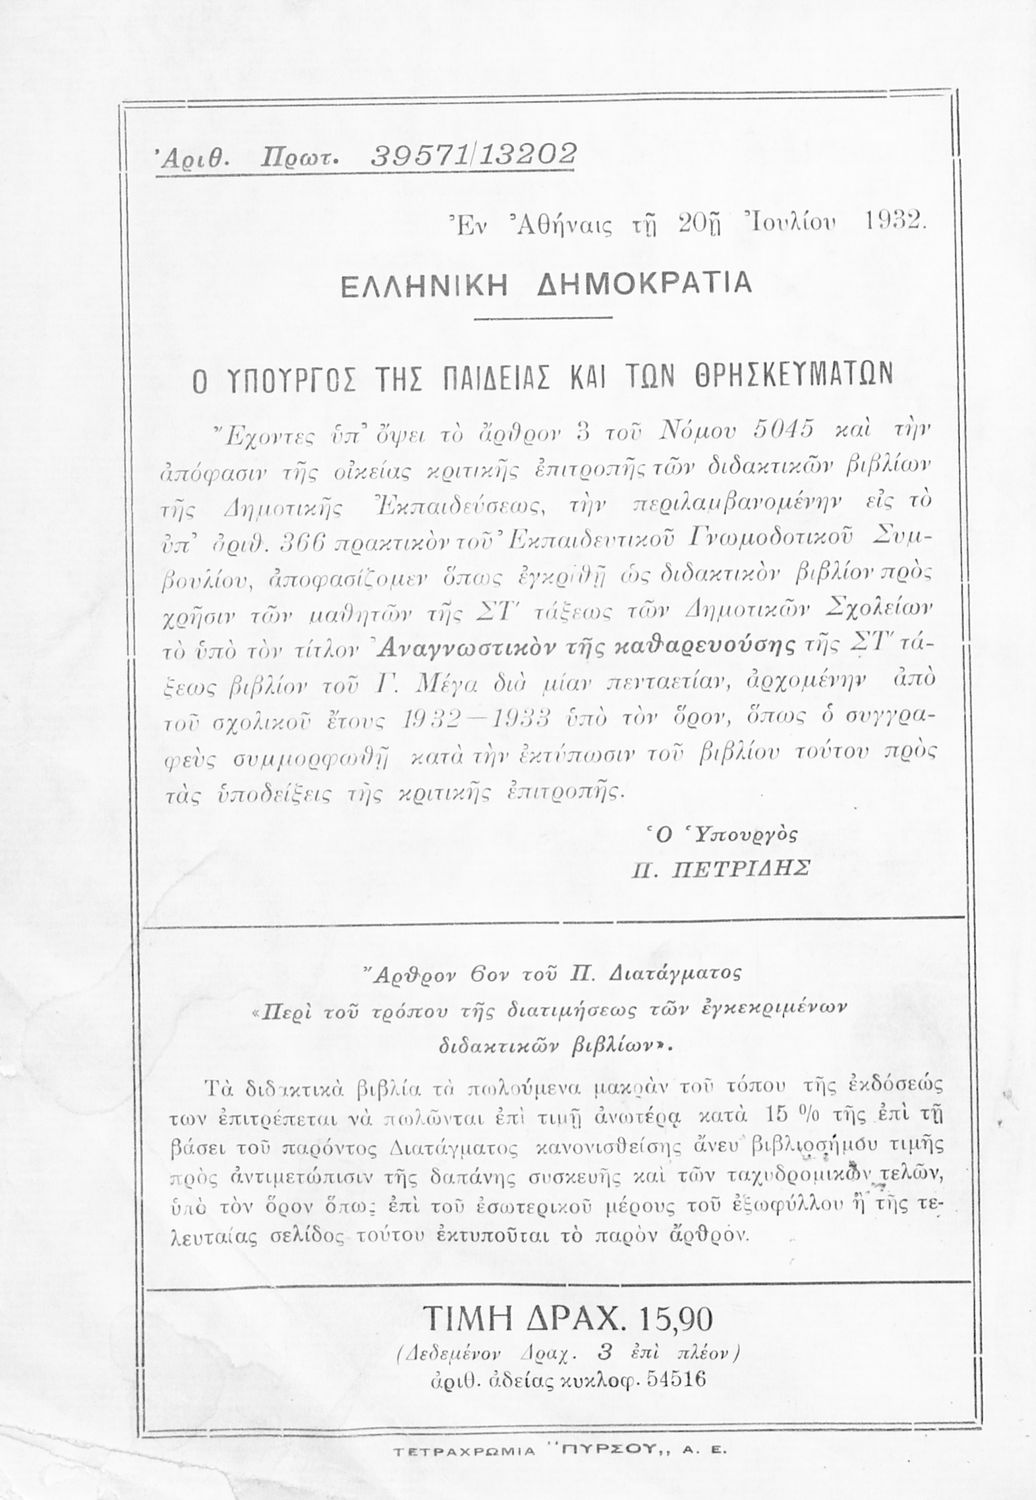 Ἀριθ. Πρωτ. 39571/13202
Ἐν Ἀθήναις τῇ 20ῇ Ἰουλίου 1932.
ΕΛΛΗΝΙΚΗ ΔΗΜΟΚΡΑΤΙΑ
Ο ΥΠΟΥΡΓΟΣ ΤΗΣ ΠΑΙΔΕΙΑΣ ΚΑΙ ΤΩΝ ΘΡΗΣΚΕΥΜΑΤΩΝ
Ἔχοντες ὑπ' ὄψει τὸ ἄρθρον 3 τοῦ Νόμου 5045 καὶ τὴν
ἀπόφασιν τῆς οἰκείας κριτικῆς ἐπιτροπῆς τῶν διδακτικῶν βιβλίων
τῆς Δημοτικῆς Ἐκπαιδεύσεως, τὴν περιλαμβανομένην εἰς τὸ
ὑπ' ἀριθ. 366 πρακτικὸν τοῦ Ἐκπαιδευτικοῦ Γνωμοδοτικοῦ Συμ-
βουλίου, ἀποφασίζομεν ὅπως ἐγκριθῇ ὡς διδακτικὸν βιβλίον πρὸς
χρῆσιν τῶν μαθητῶν τῆς ΣΤ' τάξεως τῶν Δημοτικῶν Σχολείων
τὸ ὑπὸ τὸν τίτλον Ἀναγνωστικὸν τῆς καθαρευούσης τῆς ΣΤ' τά-
ξεως βιβλίον τοῦ Γ. Μέγα διὰ μίαν πενταετίαν, ἀρχομένην ἀπὸ
τοῦ σχολικοῦ ἔτους 1932—1933 ὑπὸ τὸν ὅρον, ὅπως ὁ συγγρα-
φεὺς συμμορφωθῇ κατὰ τὴν ἐκτύπωσιν τοῦ βιβλίου τούτου πρὸς
τὰς ὑποδείξεις τῆς κριτικῆς ἐπιτροπῆς.
Ὁ Ὑπουργὸς
Π. ΠΕΤΡΙΔΗΣ
Ἄρθρον 6ον τοῦ Π. Διατάγματος
«Περὶ τοῦ τρόπου τῆς διατιμήσεως τῶν ἐγκεκριμένων
διδακτικῶν βιβλίων».
Τὰ διδακτικὰ βιβλία τὰ πωλούμενα μακρὰν τοῦ τόπου τῆς ἐκδόσεώς
των ἐπιτρέπεται νὰ πωλῶνται ἐπὶ τιμῇ ἀνωτέρᾳ κατὰ 15 % τῆς ἐπὶ τῇ
βάσει τοῦ παρόντος Διατάγματος κανονισθείσης ἄνευ βιβλιοσήμου τιμῆς
πρὸς ἀντιμετώπισιν τῆς δαπάνης συσκευῆς καὶ τῶν ταχυδρομικῶν τελῶν,
ὑπὸ τὸν ὅρον ὅπως ἐπὶ τοῦ ἐσωτερικοῦ μέρους τοῦ ἐξωφύλλου ἢ τῆς τε-
λευταίας σελίδος τούτου ἐκτυποῦται τὸ παρὸν ἄρθρον.
ΤΙΜΗ ΔΡΑΧ. 15,90
(Δεδεμένον Δραχ. 3 ἐπὶ πλέον)
ἀριθ. ἀδείας κυκλοφ. 54516
ΤΕΤΡΑΧΡΩΜΙΑ "ΠΥΡΣΟΥ,, Α. Ε.